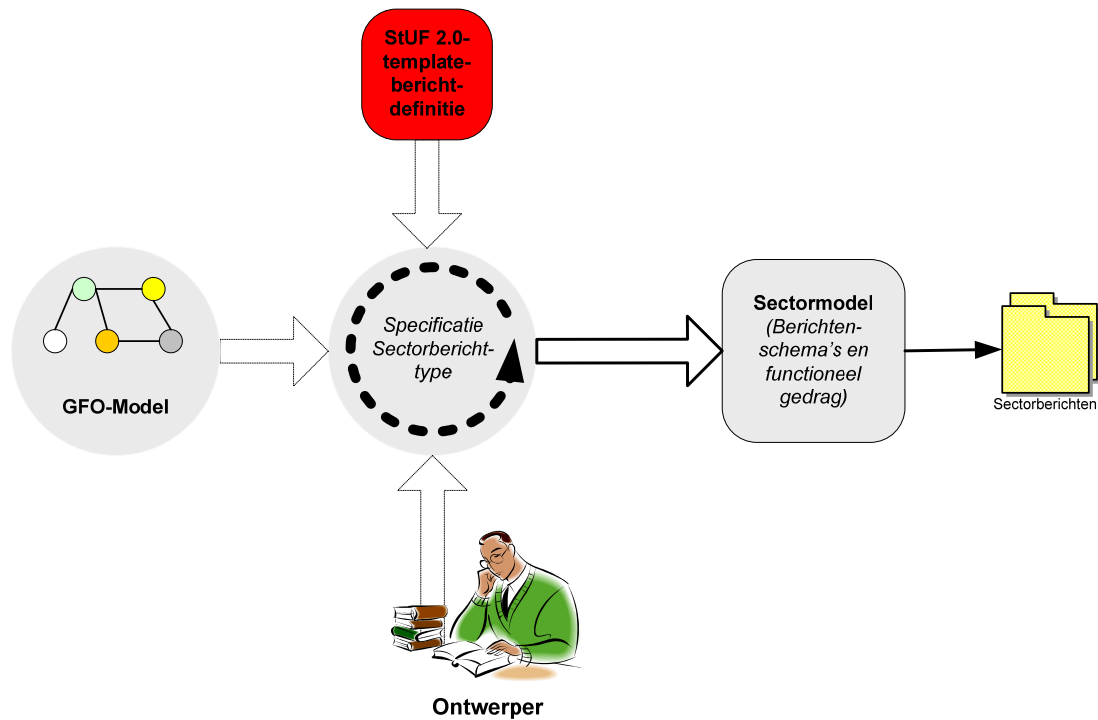 StUF 2.0-
template-
bericht-
definitie
GFO-Model
Specificatie
Sectorbericht-
type
Sectormodel
(Berichten-
schema's en
functioneel
gedrag)
Sectorberichten
Ontwerper